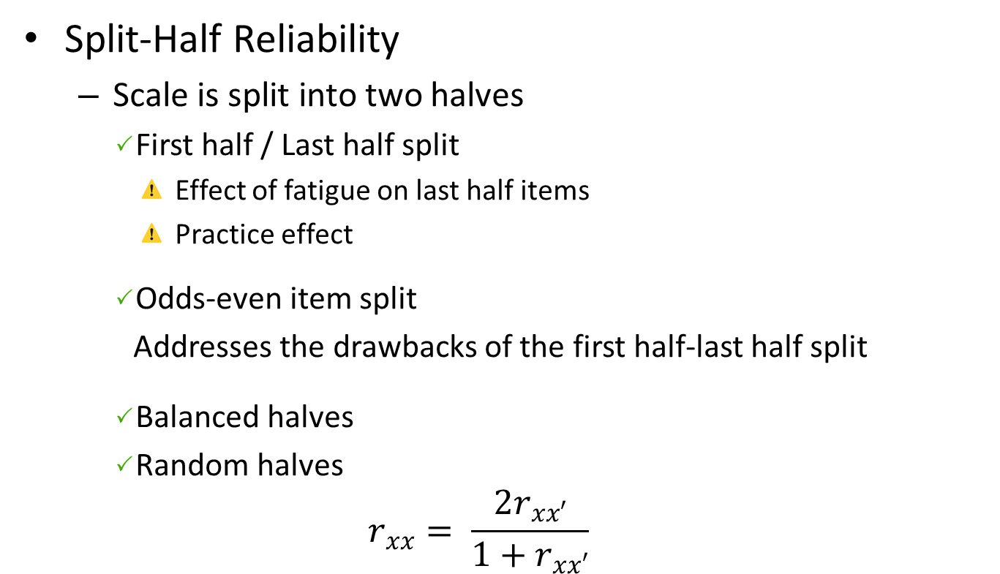 • Split-Half Reliability
– Scale is split into two halves
✓First half / Last half split
⚠ Effect of fatigue on last half items
⚠ Practice effect
✓Odds-even item split
Addresses the drawbacks of the first half-last half split
✓Balanced halves
✓Random halves
r_{xx} = \frac{2r_{xx'}}{1 + r_{xx'}}